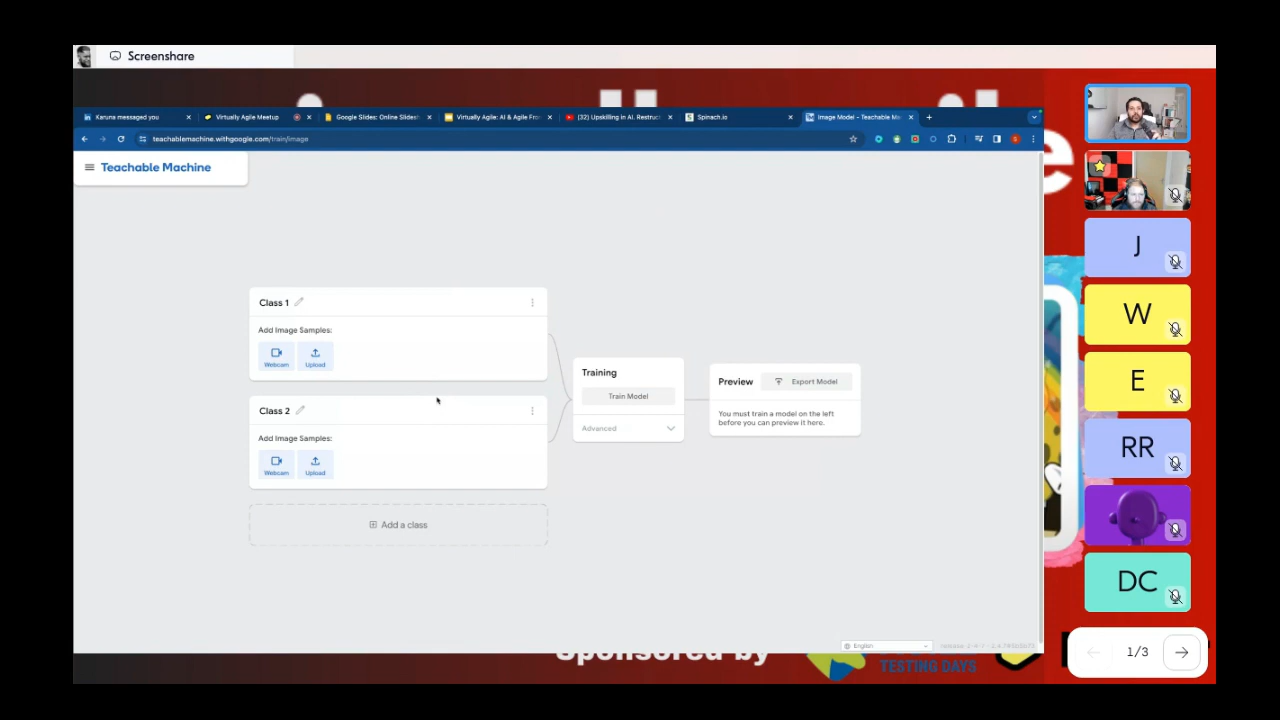 Screenshare
Karuna messaged you
Virtually Agile Meetup
Google Slides: Online Slidesh
Virtually Agile: AI & Agile Fro
(32) Upskilling in AI. Restruc
Spinach.io
Image Model - Teachable Ma
teachablemachine.withgoogle.com/train/image
Teachable Machine
Class 1
Add Image Samples:
Webcam
Upload
Class 2
Add Image Samples:
Webcam
Upload
Add a class
Training
Train Model
Advanced
Preview
Export Model
You must train a model on the left
before you can preview it here.
English
Sponsored by
TESTING DAYS
J
W
E
RR
DC
1/3